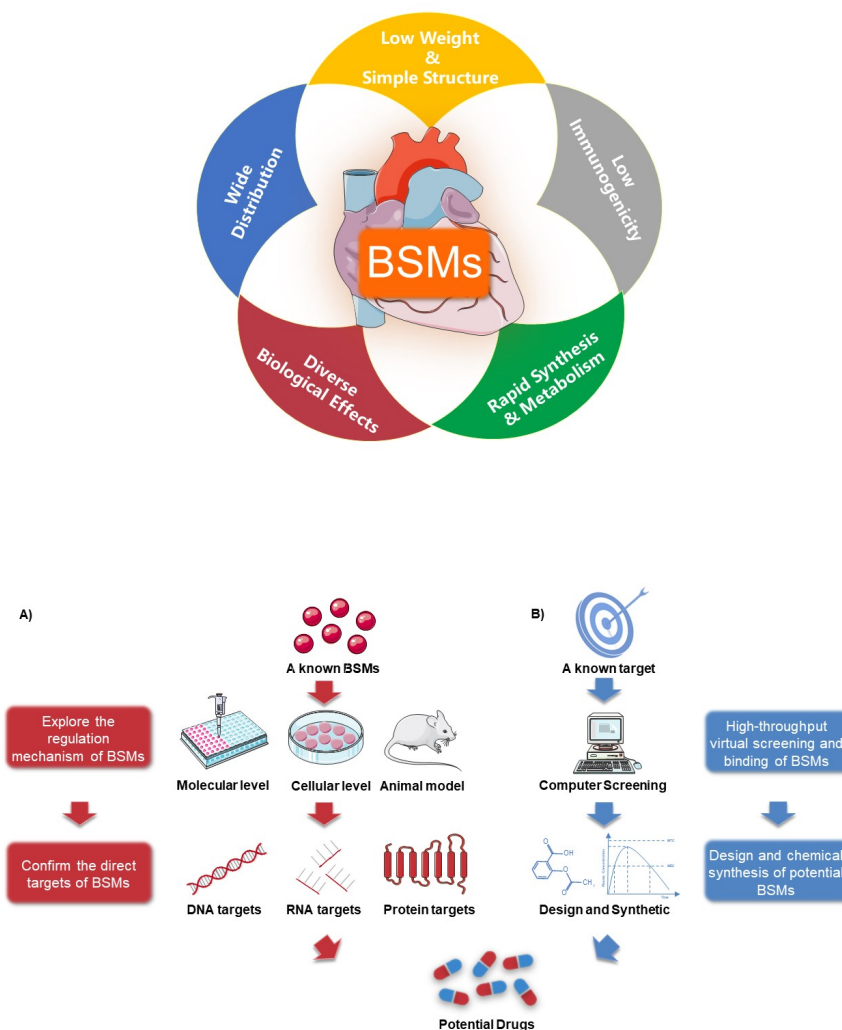 Low Weight
&
Simple Structure
Wide
Distribution
Low
Immunogenicity
BSMs
Diverse
Biological Effects
Rapid Synthesis
& Metabolism
A)
B)
A known BSMs
A known target
Explore the
regulation
mechanism of BSMs
Molecular level
Cellular level
Animal model
Computer Screening
High-throughput
virtual screening and
binding of BSMs
Confirm the direct
targets of BSMs
DNA targets
RNA targets
Protein targets
O
OH
O
CH3
O
Design and Synthetic
Design and chemical
synthesis of potential
BSMs
Potential Drugs